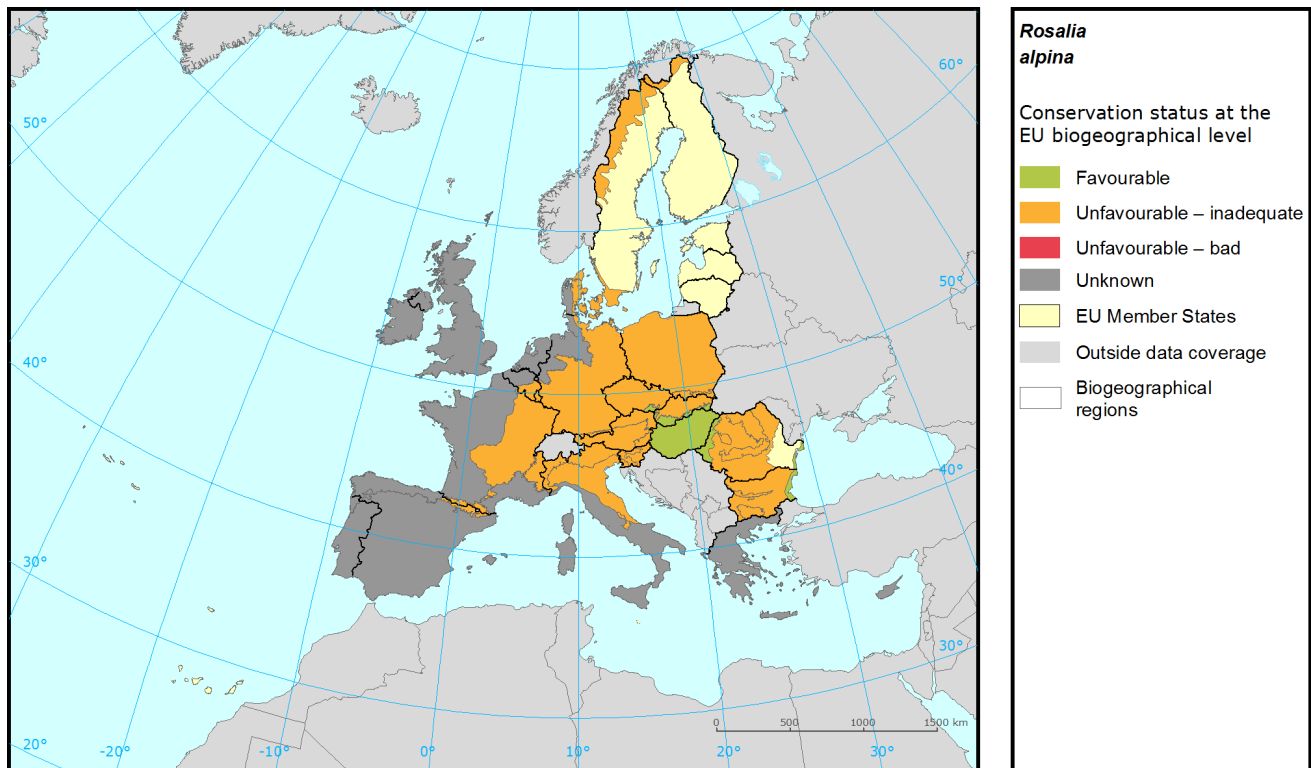 Rosalia
alpina
Conservation status at the
EU biogeographical level
Favourable
Unfavourable – inadequate
Unfavourable – bad
Unknown
EU Member States
Outside data coverage
Biogeographical
regions
60°
50°
50°
40°
40°
30°
30°
20°
-20°
-10°
0°
10°
20°
30°
0 500 1000 1500 km